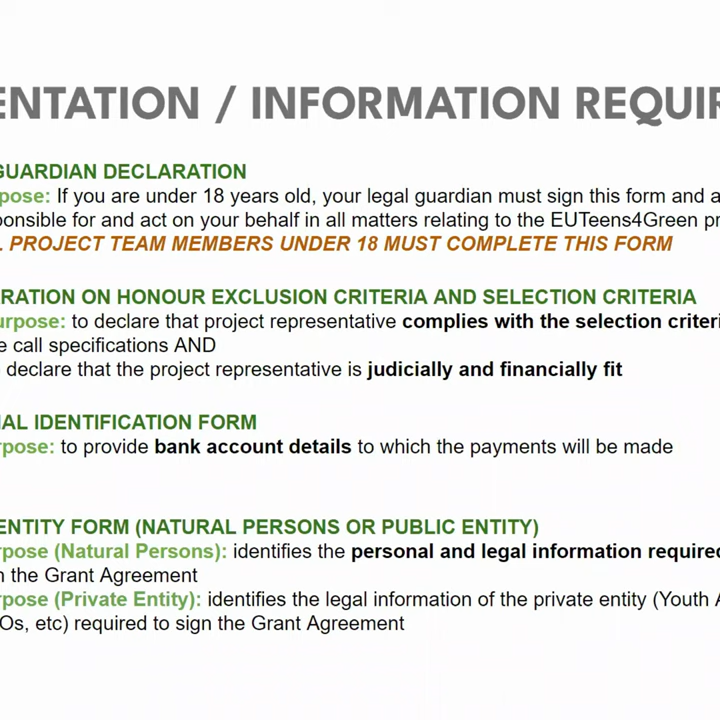 ENTATION / INFORMATION REQUIR
GUARDIAN DECLARATION
pose: If you are under 18 years old, your legal guardian must sign this form and a
ponsible for and act on your behalf in all matters relating to the EUTeens4Green pr
L PROJECT TEAM MEMBERS UNDER 18 MUST COMPLETE THIS FORM
RATION ON HONOUR EXCLUSION CRITERIA AND SELECTION CRITERIA
urpose: to declare that project representative complies with the selection criteri
e call specifications AND
declare that the project representative is judicially and financially fit
IAL IDENTIFICATION FORM
rpose: to provide bank account details to which the payments will be made
ENTITY FORM (NATURAL PERSONS OR PUBLIC ENTITY)
rpose (Natural Persons): identifies the personal and legal information required
n the Grant Agreement
rpose (Private Entity): identifies the legal information of the private entity (Youth A
Os, etc) required to sign the Grant Agreement